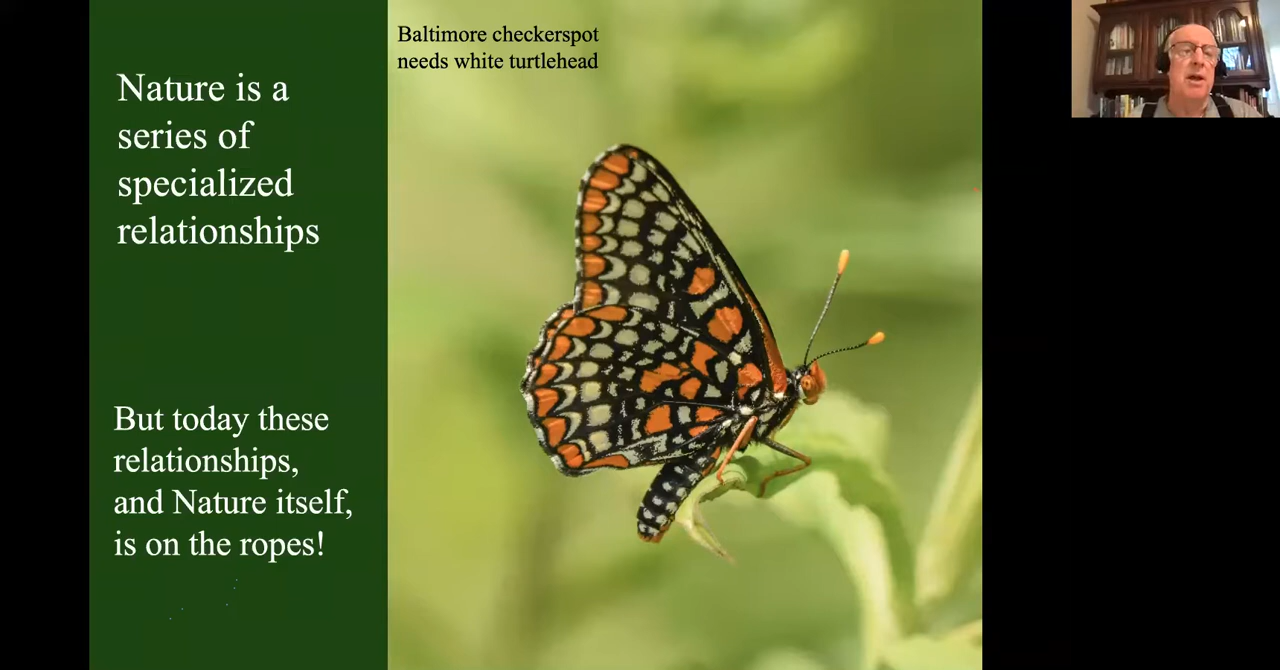 Nature is a
series of
specialized
relationships
But today these
relationships,
and Nature itself,
is on the ropes!
Baltimore checkerspot
needs white turtlehead